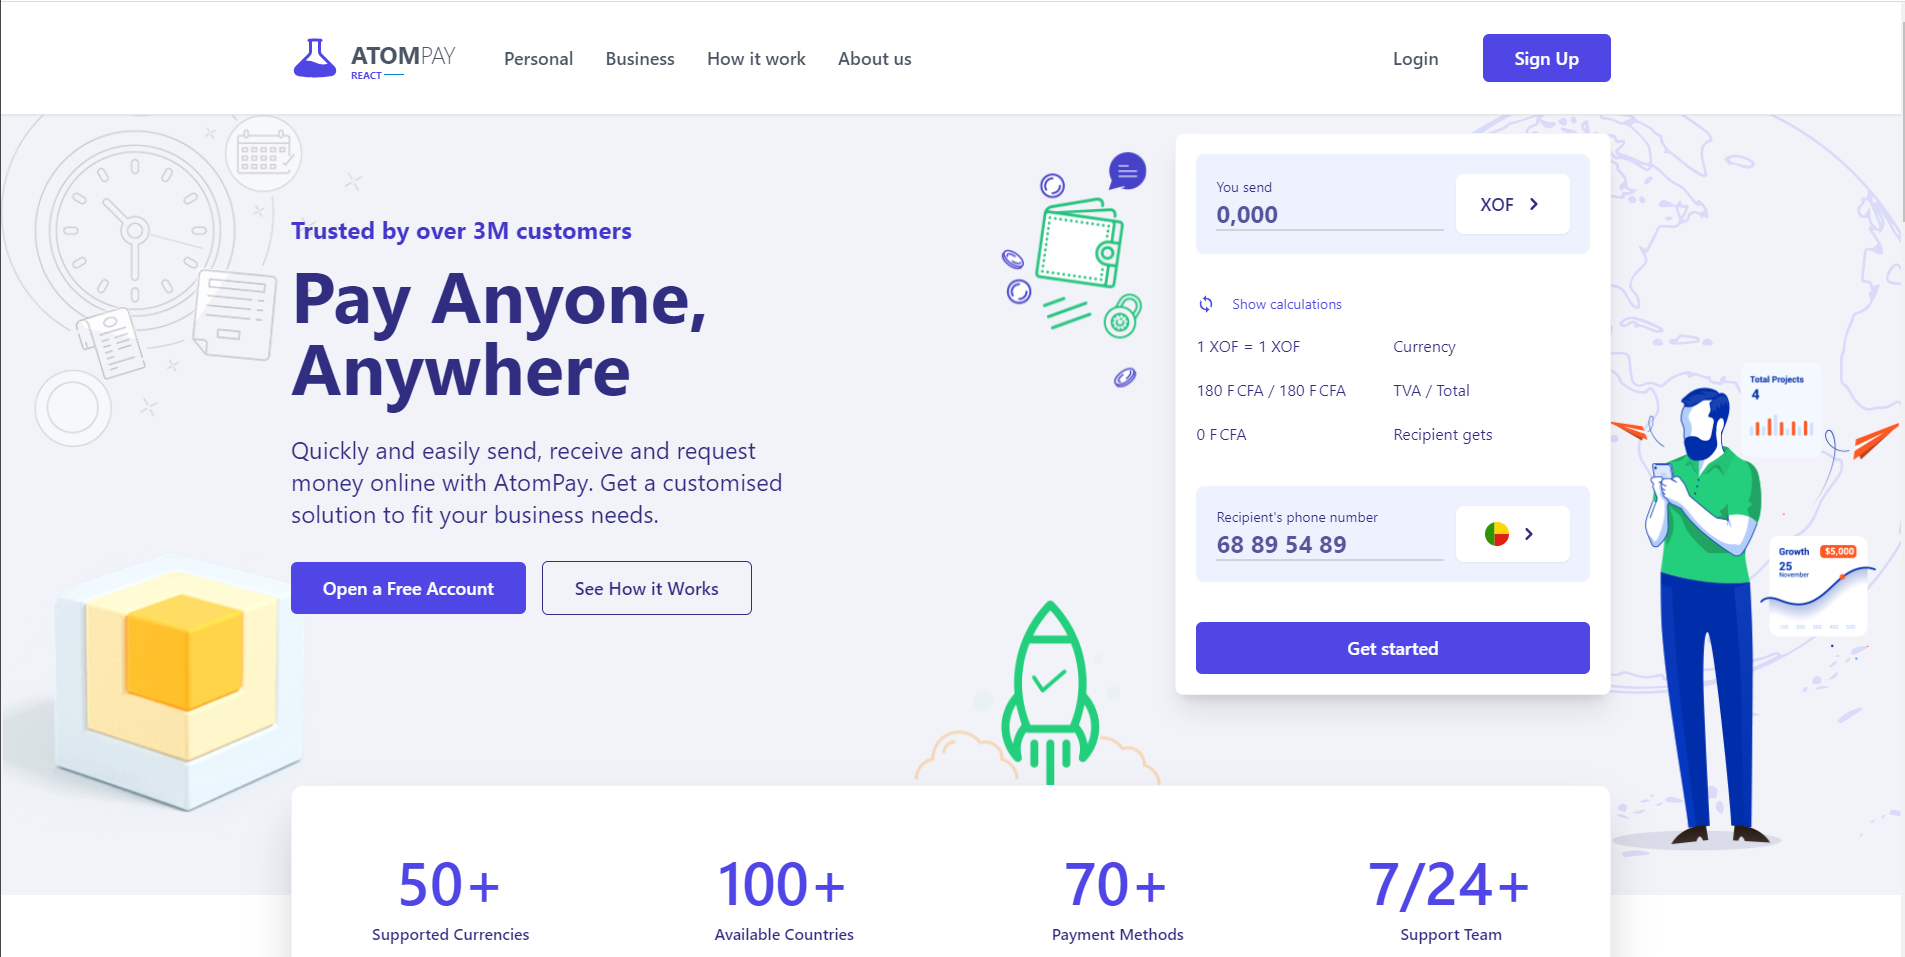 ATOMPAY
REACT
Personal
Business
How it work
About us
Login
Sign Up
Trusted by over 3M customers
Pay Anyone,
Anywhere
Quickly and easily send, receive and request
money online with AtomPay. Get a customised
solution to fit your business needs.
Open a Free Account
See How it Works
You send
0,000
XOF
Show calculations
1 XOF = 1 XOF
Currency
180 F CFA / 180 F CFA
TVA / Total
0 F CFA
Recipient gets
Recipient's phone number
68 89 54 89
Get started
Total Projects
4
Growth
$5,000
25
November
50+
Supported Currencies
100+
Available Countries
70+
Payment Methods
7/24+
Support Team